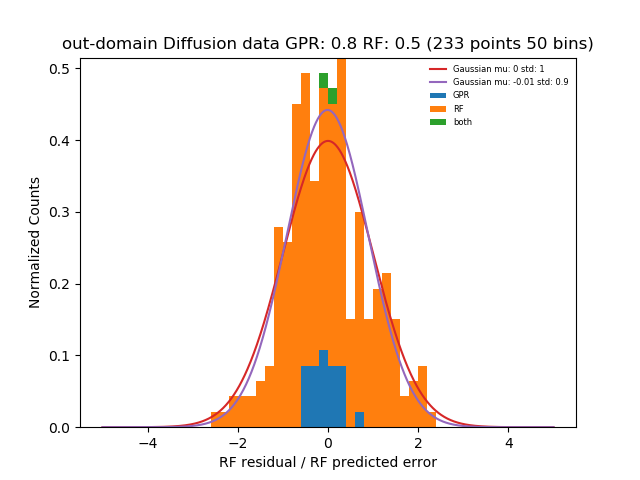 out-domain Diffusion data GPR: 0.8 RF: 0.5 (233 points 50 bins)
Gaussian mu: 0 std: 1
Gaussian mu: -0.01 std: 0.9
GPR
RF
both
Normalized Counts
0.5
0.4
0.3
0.2
0.1
0.0
−4
−2
0
2
4
RF residual / RF predicted error